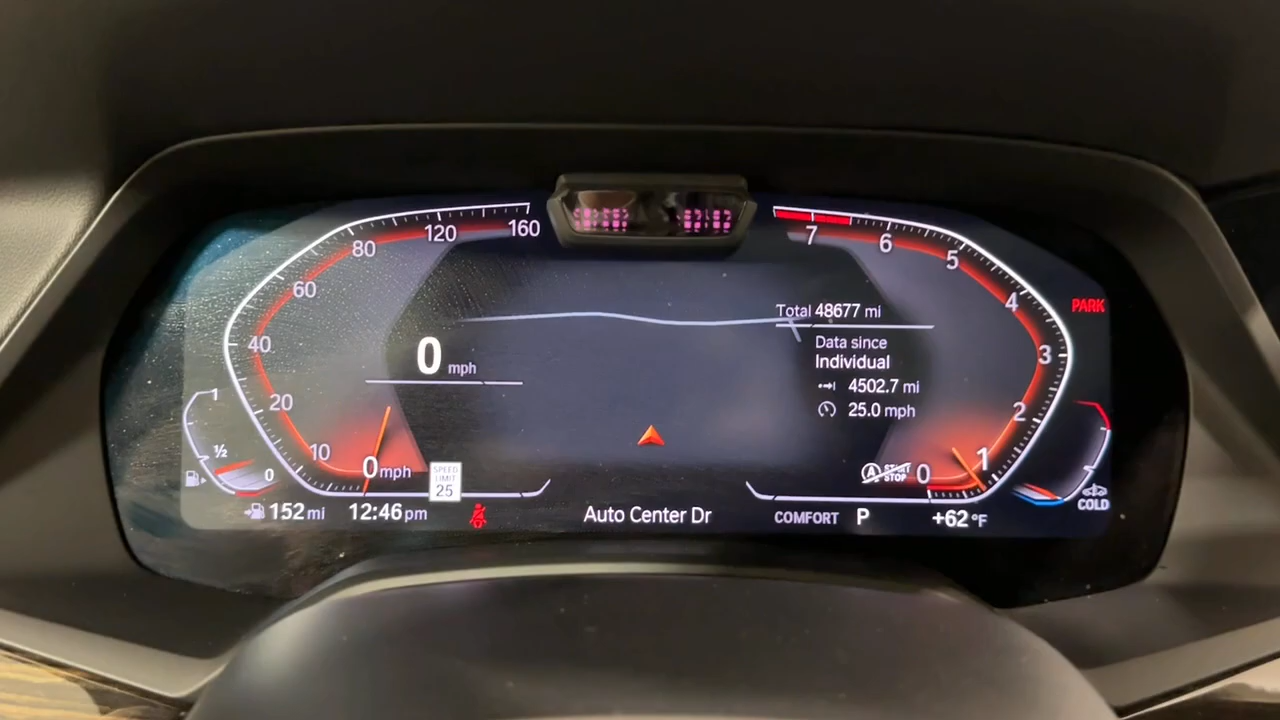 160
120
80
60
40
20
10
0 mph
0 mph
SPEED
LIMIT
25
1
½
0
152 mi
12:46 pm
Auto Center Dr
Total 48677 mi
Data since
Individual
4502.7 mi
25.0 mph
7
6
5
4
3
2
1
0
A START
STOP
COMFORT P
+62 °F
PARK
COLD